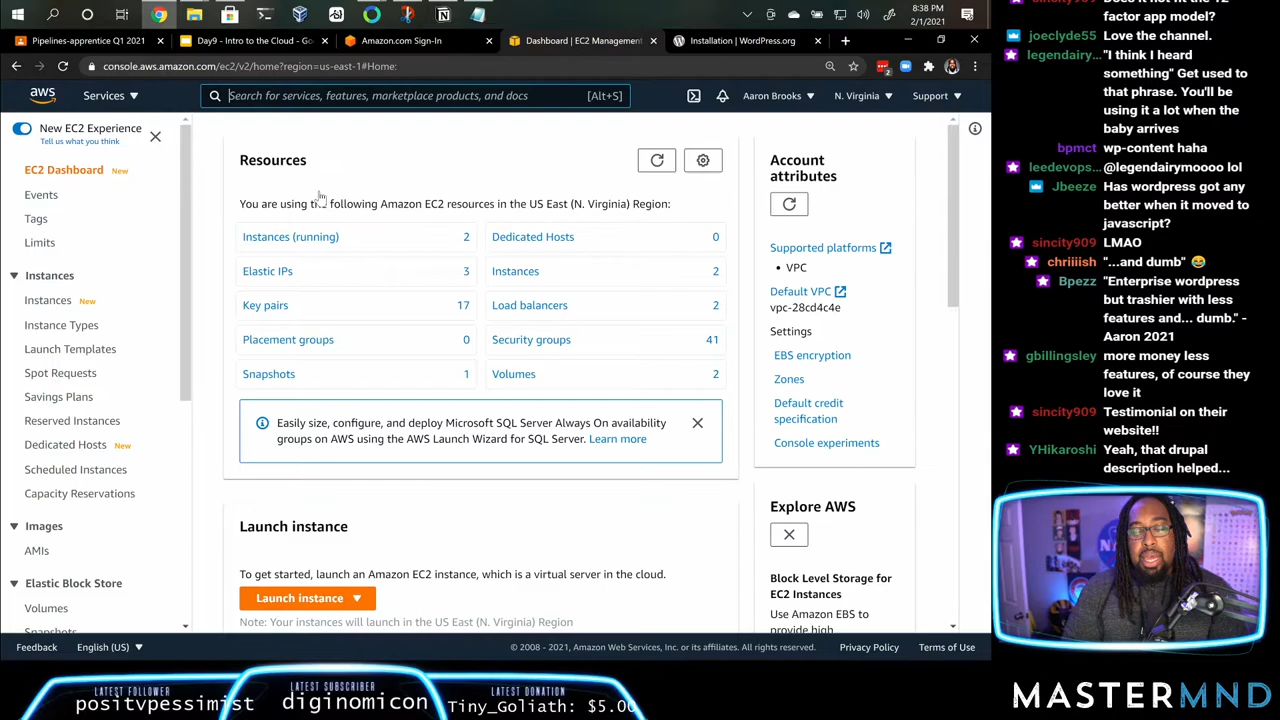 8:38 PM
2/1/2021
Pipelines-apprentice Q1 2021
Day9 - Intro to the Cloud - Go
Amazon.com Sign-In
Dashboard | EC2 Management
Installation | WordPress.org
console.aws.amazon.com/ec2/v2/home?region=us-east-1#Home:
2
aws
Services
Search for services, features, marketplace products, and docs
[Alt+S]
Aaron Brooks
N. Virginia
Support
New EC2 Experience
Tell us what you think
EC2 Dashboard New
Events
Tags
Limits
Instances
Instances New
Instance Types
Launch Templates
Spot Requests
Savings Plans
Reserved Instances
Dedicated Hosts New
Scheduled Instances
Capacity Reservations
Images
AMIs
Elastic Block Store
Volumes
Snapshots
Resources
You are using the following Amazon EC2 resources in the US East (N. Virginia) Region:
Instances (running) 2
Dedicated Hosts 0
Elastic IPs 3
Instances 2
Key pairs 17
Load balancers 2
Placement groups 0
Security groups 41
Snapshots 1
Volumes 2
Easily size, configure, and deploy Microsoft SQL Server Always On availability
groups on AWS using the AWS Launch Wizard for SQL Server. Learn more
Launch instance
To get started, launch an Amazon EC2 instance, which is a virtual server in the cloud.
Launch instance
Note: Your instances will launch in the US East (N. Virginia) Region
Account
attributes
Supported platforms
• VPC
Default VPC
vpc-28cd4c4e
Settings
EBS encryption
Zones
Default credit
specification
Console experiments
Explore AWS
Block Level Storage for
EC2 Instances
Use Amazon EBS to
provide high
Feedback
English (US)
© 2008 - 2021, Amazon Web Services, Inc. or its affiliates. All rights reserved.
Privacy Policy
Terms of Use
factor app model?
joeclyde55 Love the channel.
legendairy... "I think I heard
something" Get used to
that phrase. You'll be
using it a lot when the
baby arrives
bpmct wp-content haha
leedevops... @legendairymoooo lol
Jbeeze Has wordpress got any
better when it moved to
javascript?
sincity909 LMAO
chriiiish "...and dumb" 😂
Bpezz "Enterprise wordpress
but trashier with less
features and... dumb." -
Aaron 2021
gbillingsley more money less
features, of course they
love it
sincity909 Testimonial on their
website!!
YHikaroshi Yeah, that drupal
description helped...
LATEST FOLLOWER
positvpessimist
LATEST SUBSCRIBER
diginomicon
LATEST DONATION
Tiny_Goliath: $5.00
MASTERMND